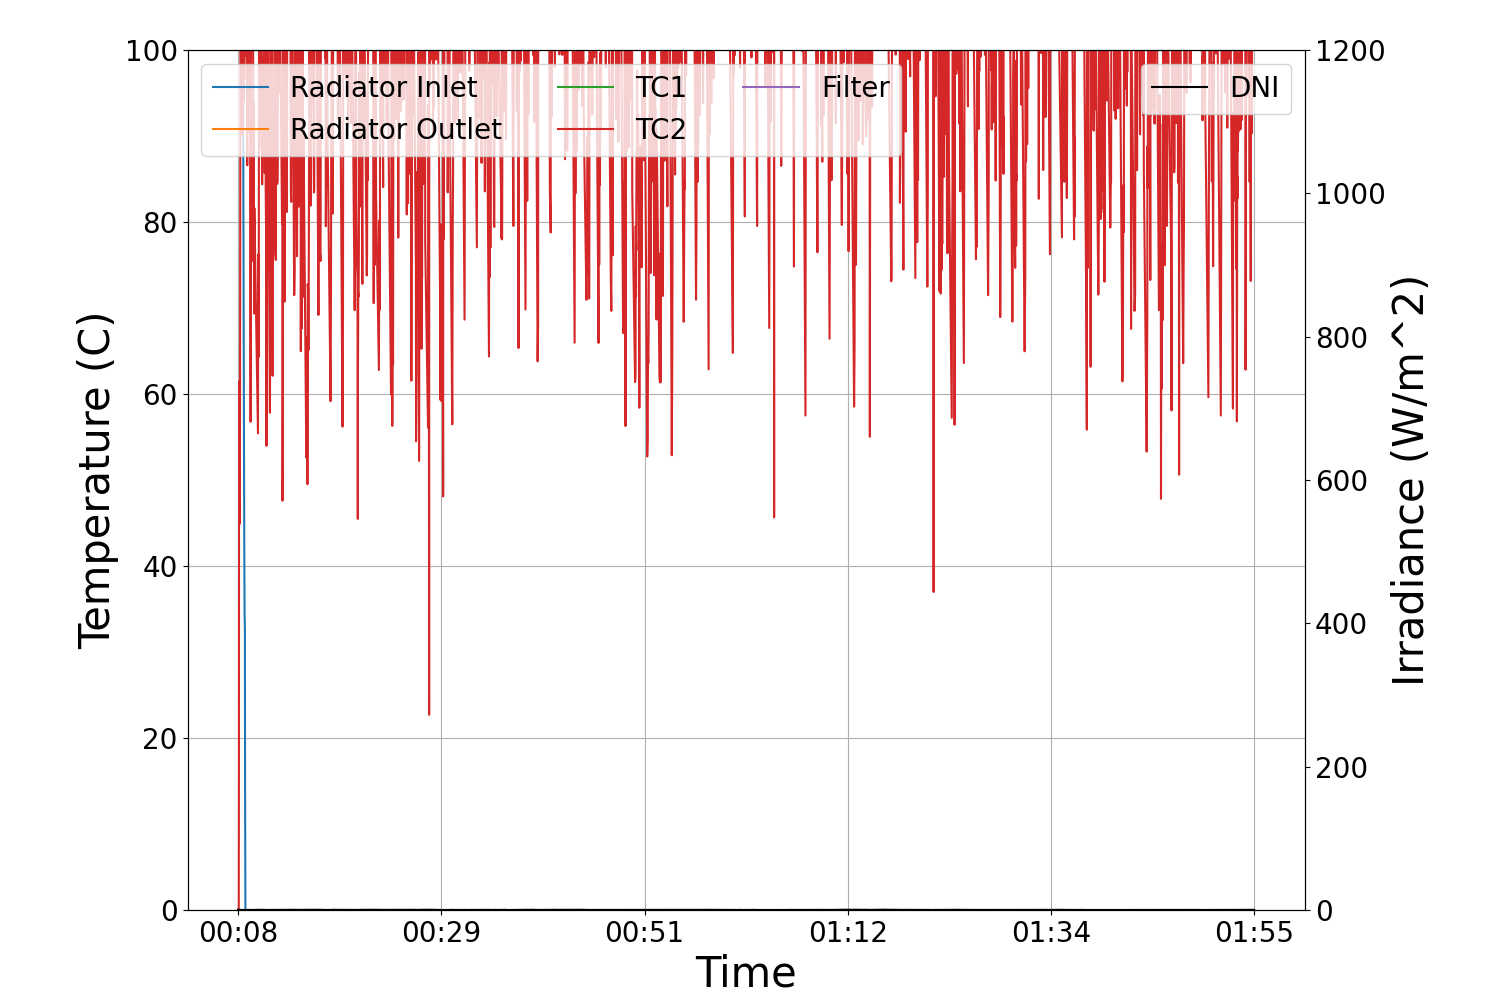 100
80
60
40
20
0
Temperature (C)
Radiator Inlet
Radiator Outlet
TC1
TC2
Filter
DNI
1200
1000
800
600
400
200
0
Irradiance (W/m^2)
00:08 00:29 00:51 01:12 01:34 01:55
Time